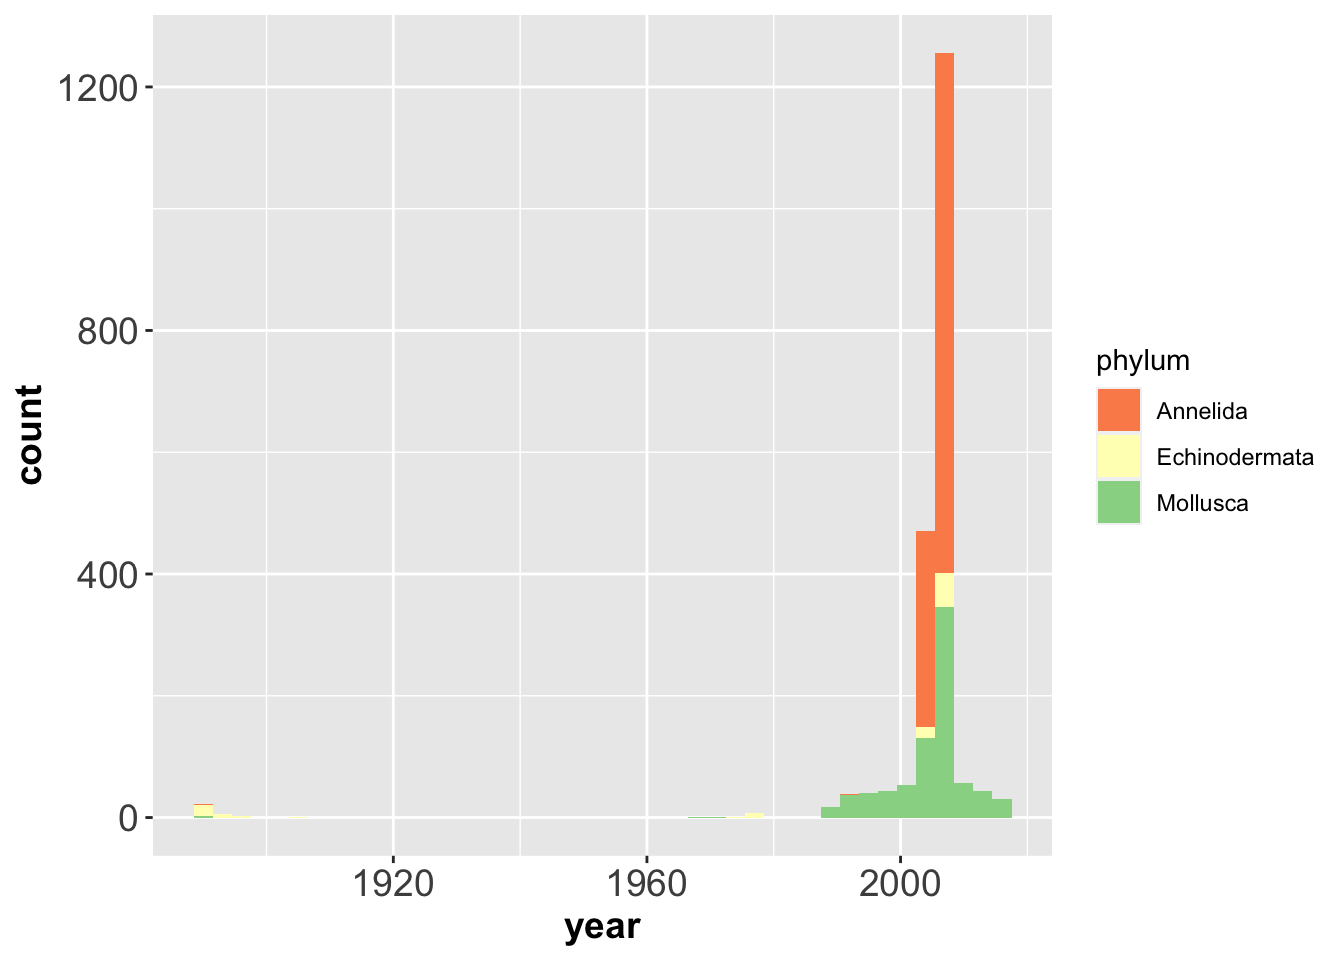 1200
800
400
0
count
1920
1960
2000
year
phylum
Annelida
Echinodermata
Mollusca